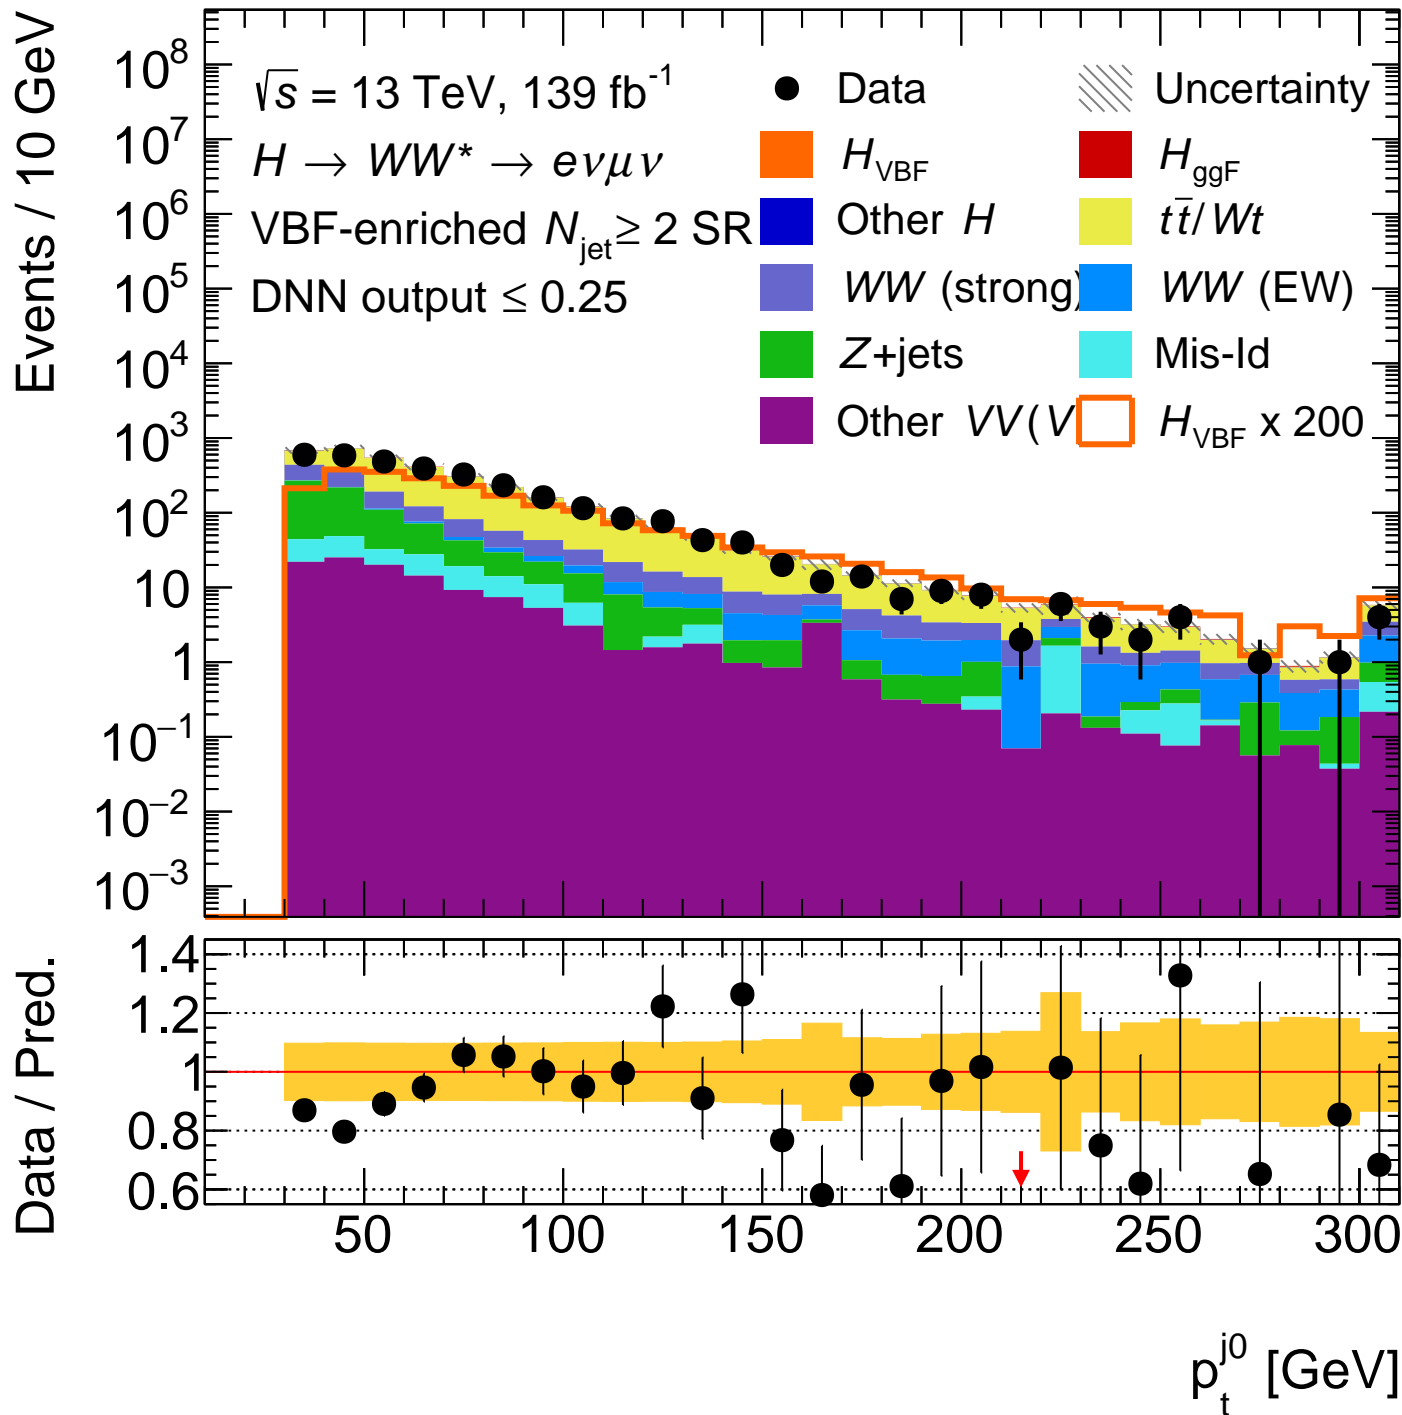 Events / 10 GeV
10⁸
10⁷
10⁶
10⁵
10⁴
10³
10²
10
1
10⁻¹
10⁻²
10⁻³
√s = 13 TeV, 139 fb⁻¹
H → WW* → eνμν
VBF-enriched N_jet ≥ 2 SR
DNN output ≤ 0.25
Data
Uncertainty
H_VBF
H_ggF
Other H
tt̄/Wt
WW (strong)
WW (EW)
Z+jets
Mis-Id
Other VV(V
H_VBF x 200
Data / Pred.
1.4
1.2
1
0.8
0.6
50 100 150 200 250 300
p_t^j0 [GeV]